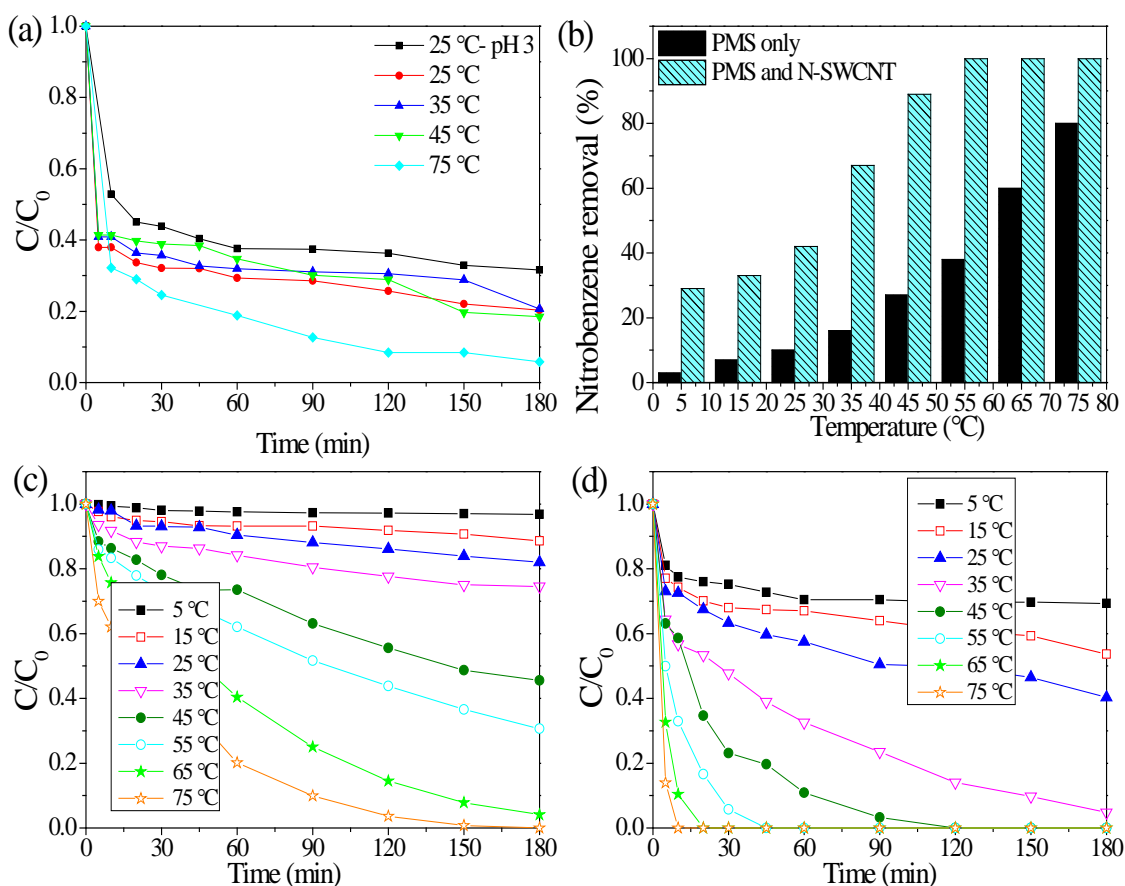 (a)
25 ℃- pH 3
25 ℃
35 ℃
45 ℃
75 ℃
C/C0
1.0
0.8
0.6
0.4
0.2
0.0
0 30 60 90 120 150 180
Time (min)
(b)
PMS only
PMS and N-SWCNT
Nitrobenzene removal (%)
100
80
60
40
20
0
0 5 10 15 20 25 30 35 40 45 50 55 60 65 70 75 80
Temperature (℃)
(c)
5 ℃
15 ℃
25 ℃
35 ℃
45 ℃
55 ℃
65 ℃
75 ℃
C/C0
1.0
0.8
0.6
0.4
0.2
0.0
0 30 60 90 120 150 180
Time (min)
(d)
5 ℃
15 ℃
25 ℃
35 ℃
45 ℃
55 ℃
65 ℃
75 ℃
C/C0
1.0
0.8
0.6
0.4
0.2
0.0
0 30 60 90 120 150 180
Time (min)